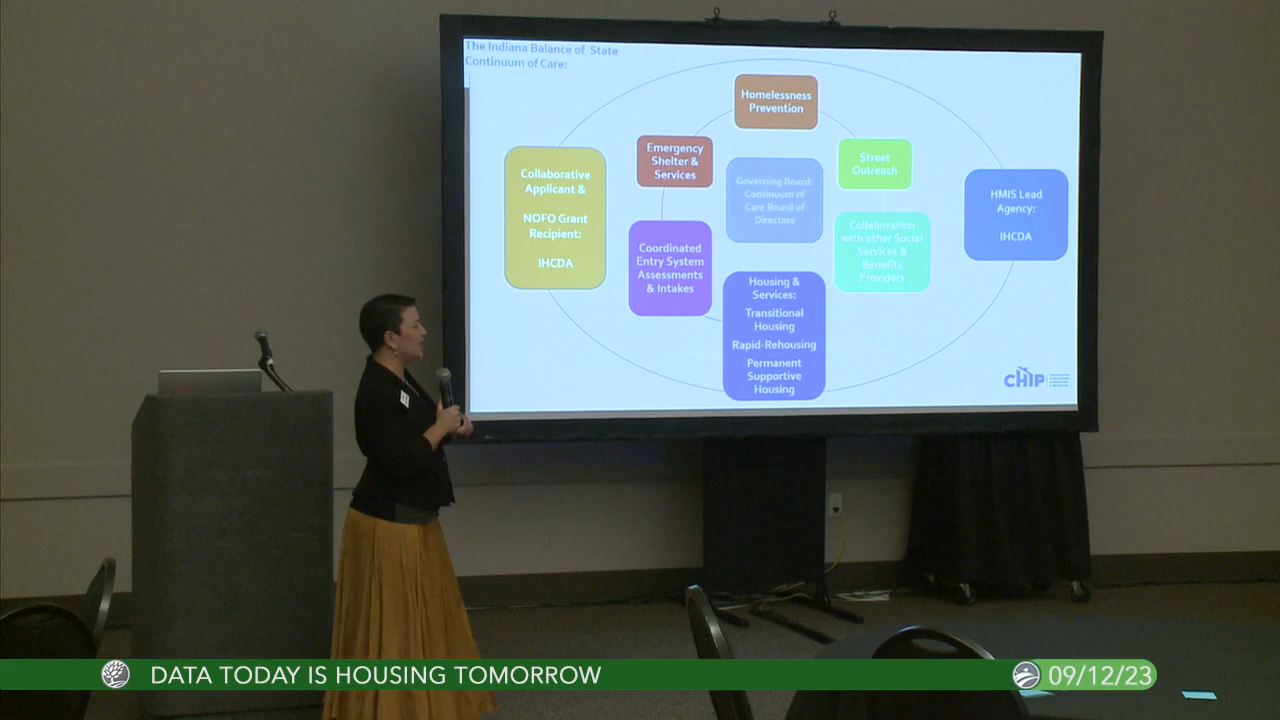 The Indiana Balance of State
Continuum of Care:
Homelessness
Prevention
Emergency
Shelter &
Services
Street
Outreach
Collaborative
Applicant &
NOFO Grant
Recipient:
IHCDA
Governing Board:
Continuum of
Care Board of
Directors
HMIS Lead
Agency:
IHCDA
Coordinated
Entry System
Assessments
& Intakes
Collaboration
with other Social
Services &
Benefits
Providers
Housing &
Services:
Transitional
Housing
Rapid-Rehousing
Permanent
Supportive
Housing
CHIP
DATA TODAY IS HOUSING TOMORROW
09/12/23